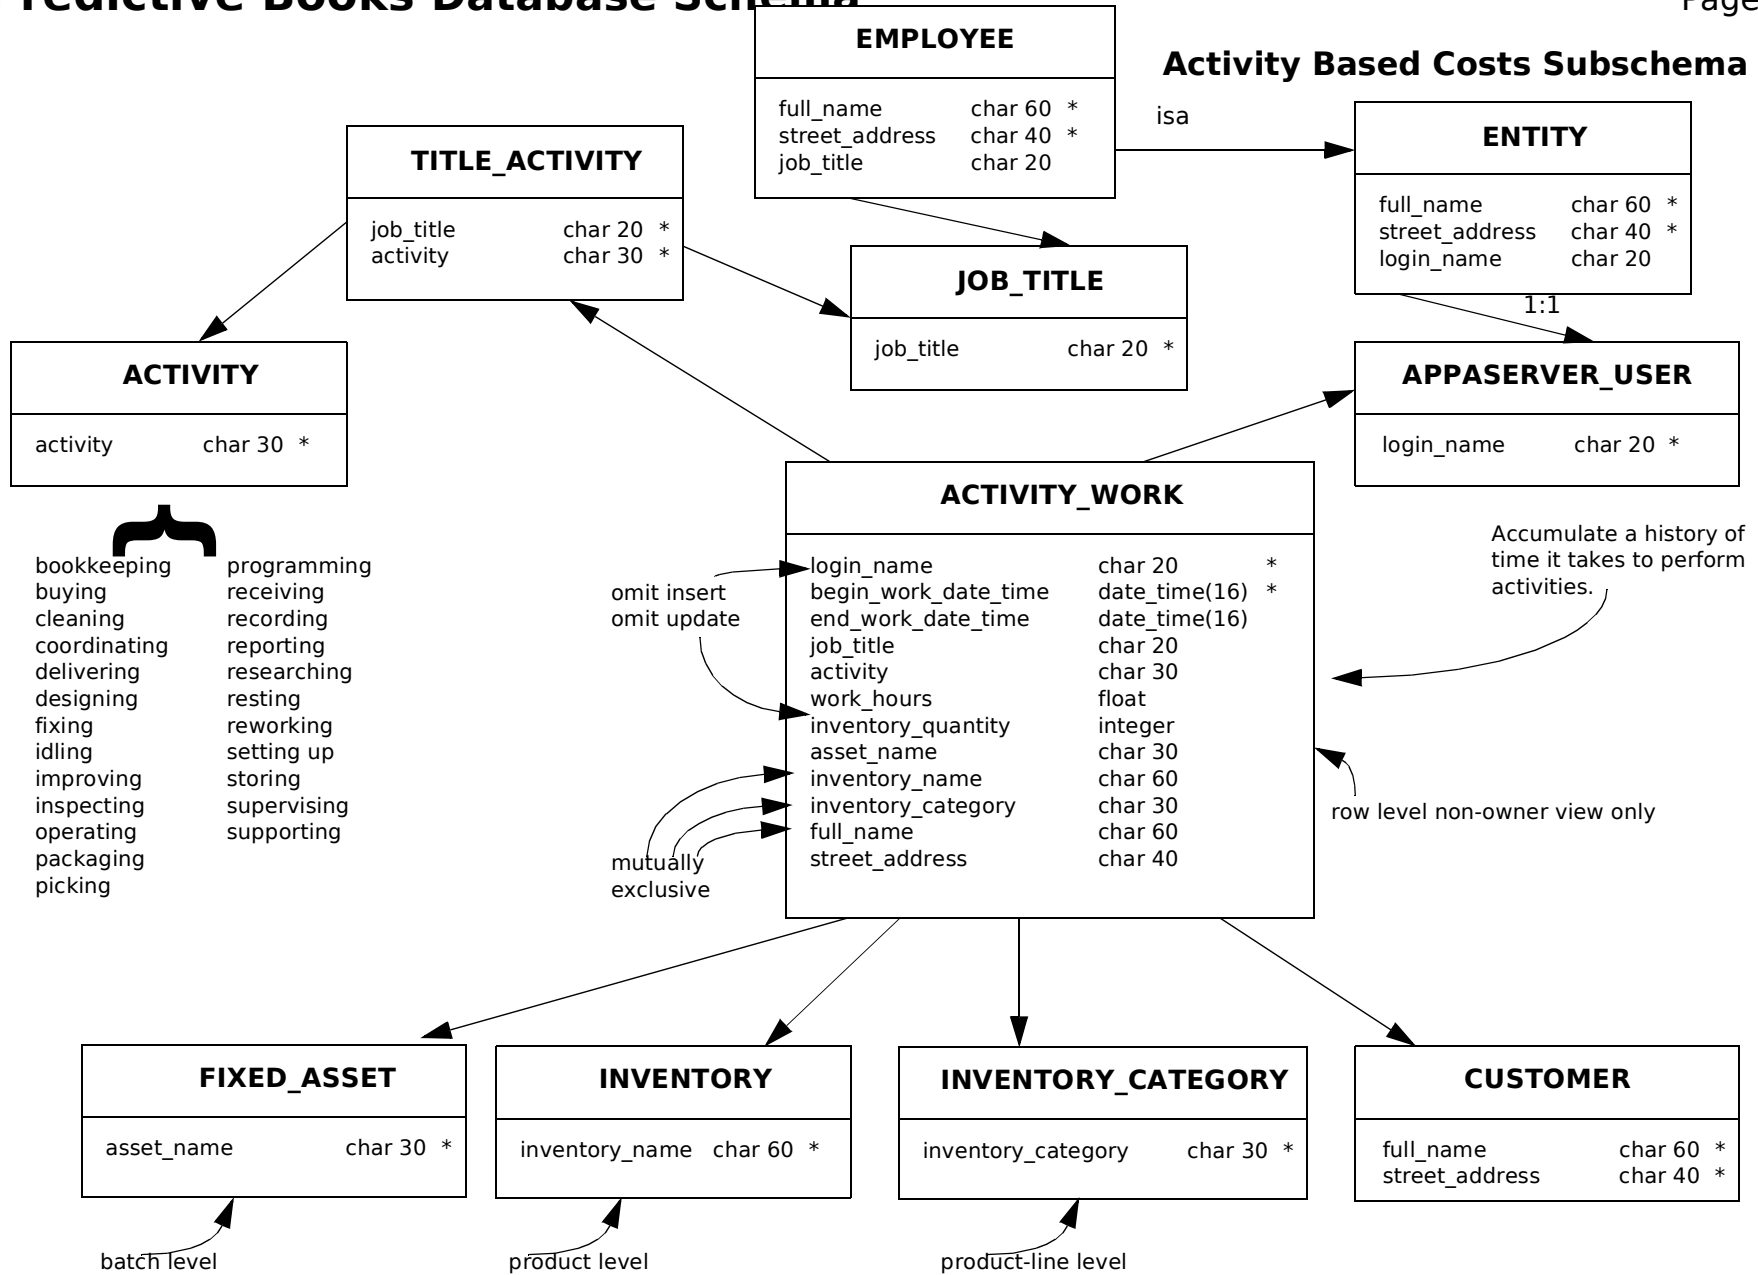 redictive Books Database Schema
Page
Activity Based Costs Subschema
EMPLOYEE
full_name char 60 *
street_address char 40 *
job_title char 20
isa
ENTITY
full_name char 60 *
street_address char 40 *
login_name char 20
1:1
TITLE_ACTIVITY
job_title char 20 *
activity char 30 *
JOB_TITLE
job_title char 20 *
ACTIVITY
activity char 30 *
APPASERVER_USER
login_name char 20 *
{
bookkeeping programming
buying receiving
cleaning recording
coordinating reporting
delivering researching
designing resting
fixing reworking
idling setting up
improving storing
inspecting supervising
operating supporting
packaging
picking
omit insert
omit update
mutually
exclusive
ACTIVITY_WORK
login_name char 20 *
begin_work_date_time date_time(16) *
end_work_date_time date_time(16)
job_title char 20
activity char 30
work_hours float
inventory_quantity integer
asset_name char 30
inventory_name char 60
inventory_category char 30
full_name char 60
street_address char 40
Accumulate a history of
time it takes to perform
activities.
row level non-owner view only
FIXED_ASSET
asset_name char 30 *
batch level
INVENTORY
inventory_name char 60 *
product level
INVENTORY_CATEGORY
inventory_category char 30 *
product-line level
CUSTOMER
full_name char 60 *
street_address char 40 *